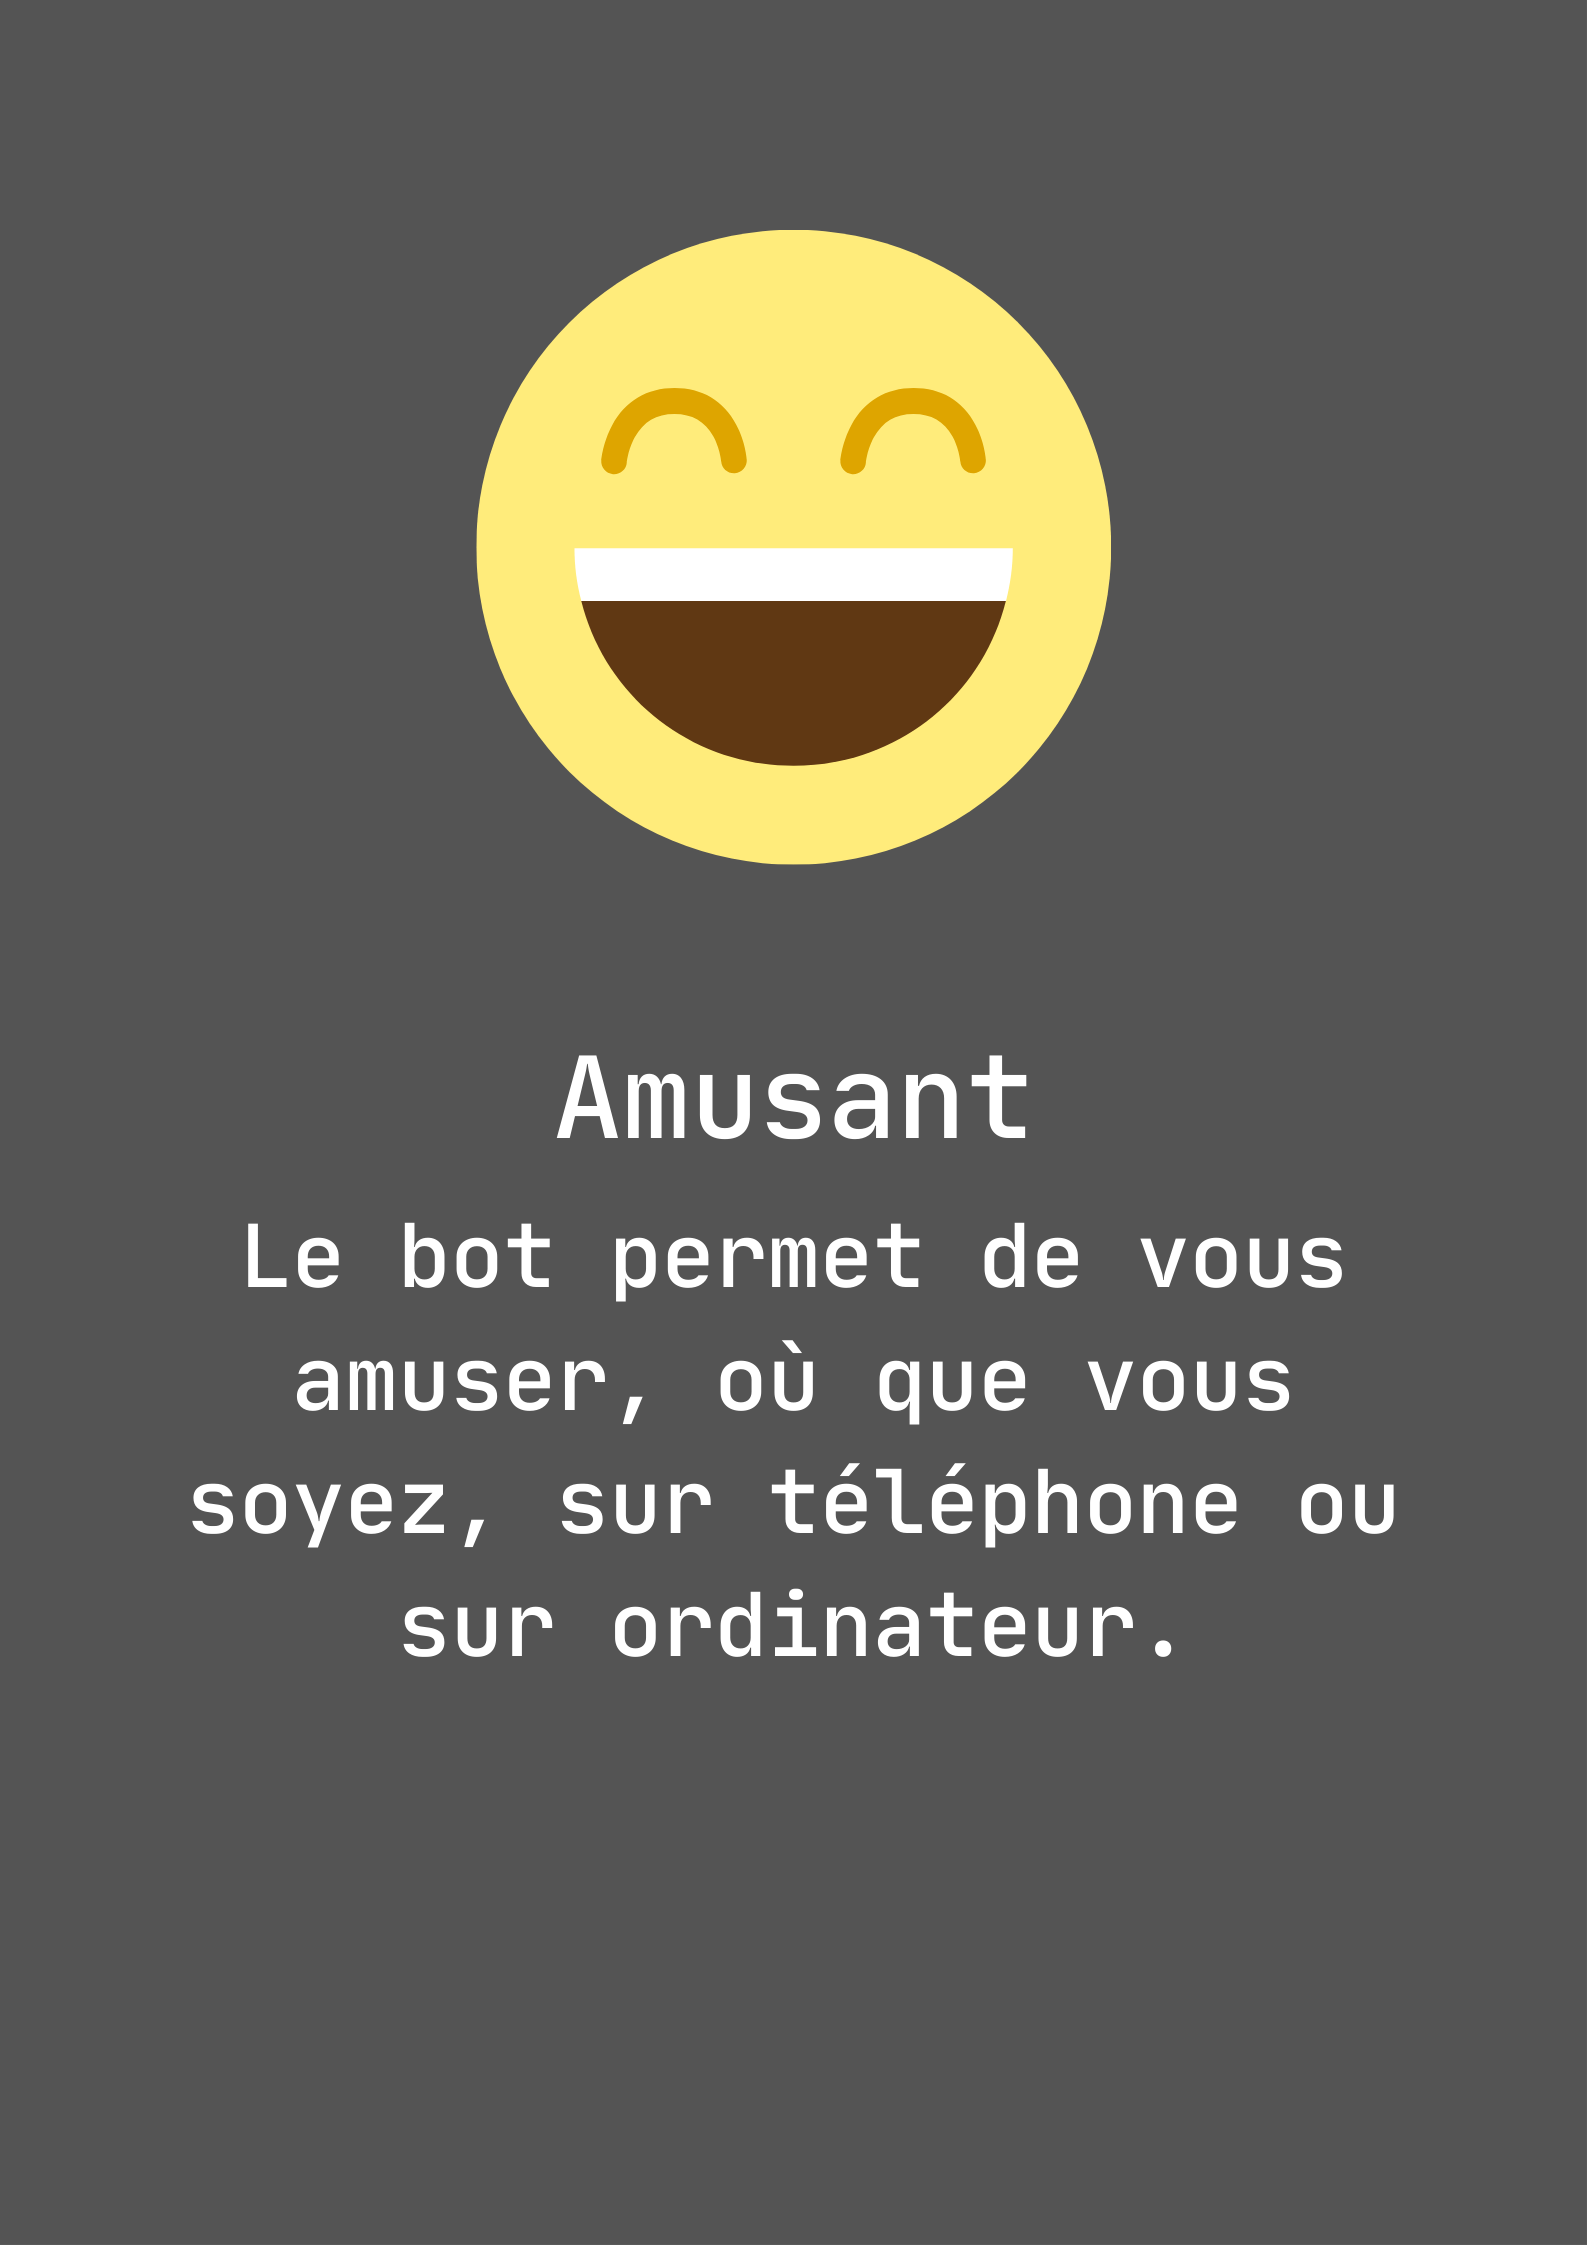 Amusant
Le bot permet de vous
amuser, où que vous
soyez, sur téléphone ou
sur ordinateur.